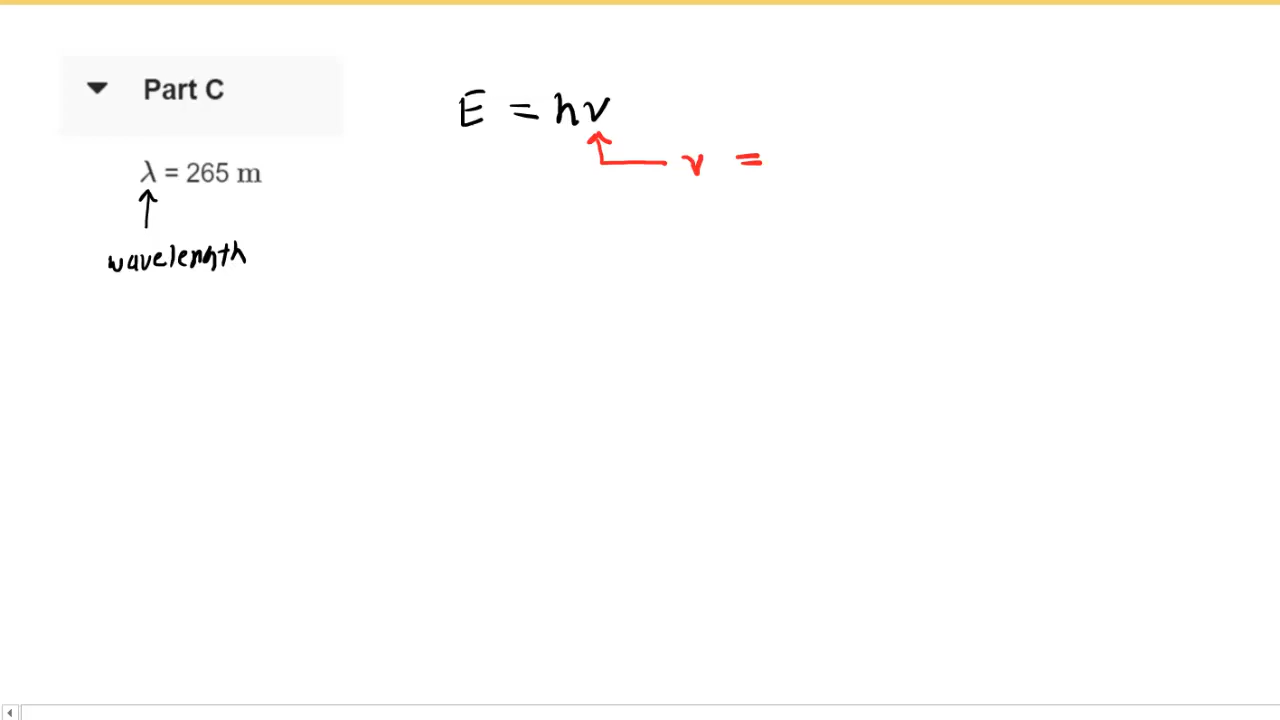 Part C
λ = 265 m
wavelength
E = hν
ν =